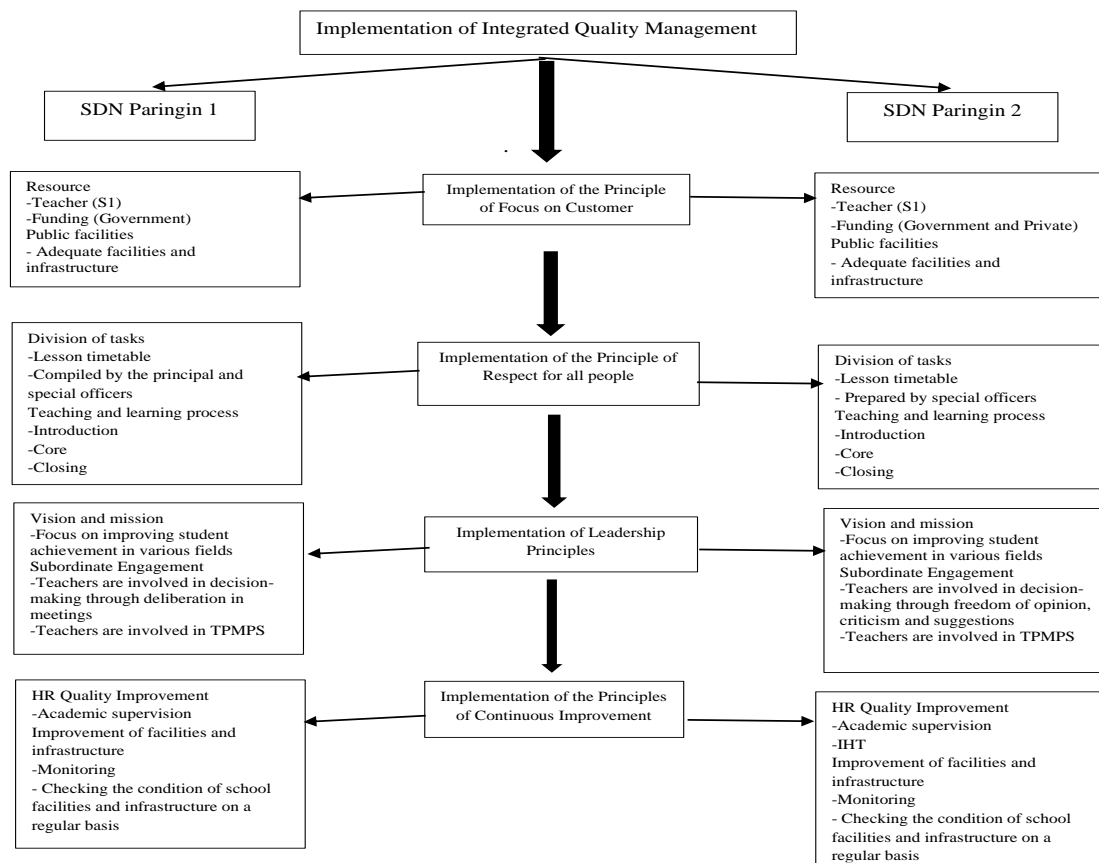 Implementation of Integrated Quality Management
SDN Paringin 1
SDN Paringin 2
Resource
-Teacher (S1)
-Funding (Government)
Public facilities
- Adequate facilities and
infrastructure
Implementation of the Principle
of Focus on Customer
Resource
-Teacher (S1)
-Funding (Government and Private)
Public facilities
- Adequate facilities and
infrastructure
Division of tasks
-Lesson timetable
-Compiled by the principal and
special officers
Teaching and learning process
-Introduction
-Core
-Closing
Implementation of the Principle of
Respect for all people
Division of tasks
-Lesson timetable
- Prepared by special officers
Teaching and learning process
-Introduction
-Core
-Closing
Vision and mission
-Focus on improving student
achievement in various fields
Subordinate Engagement
-Teachers are involved in decision-
making through deliberation in
meetings
-Teachers are involved in TPMPS
Implementation of Leadership
Principles
Vision and mission
-Focus on improving student
achievement in various fields
Subordinate Engagement
-Teachers are involved in decision-
making through freedom of opinion,
criticism and suggestions
-Teachers are involved in TPMPS
HR Quality Improvement
-Academic supervision
Improvement of facilities and
infrastructure
-Monitoring
- Checking the condition of school
facilities and infrastructure on a
regular basis
Implementation of the Principles
of Continuous Improvement
HR Quality Improvement
-Academic supervision
-IHT
Improvement of facilities and
infrastructure
-Monitoring
- Checking the condition of school
facilities and infrastructure on a
regular basis